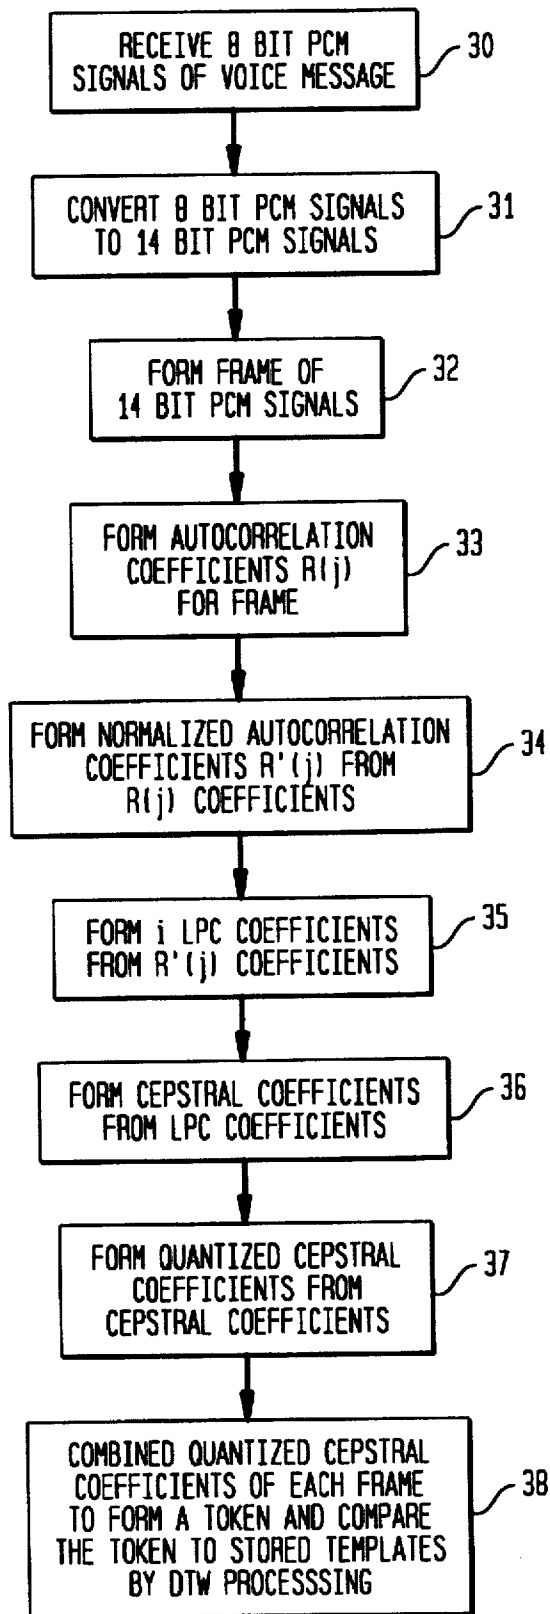 RECEIVE 8 BIT PCM
SIGNALS OF VOICE MESSAGE
30
CONVERT 8 BIT PCM SIGNALS
TO 14 BIT PCM SIGNALS
31
FORM FRAME OF
14 BIT PCM SIGNALS
32
FORM AUTOCORRELATION
COEFFICIENTS R(j)
FOR FRAME
33
FORM NORMALIZED AUTOCORRELATION
COEFFICIENTS R'(j) FROM
R(j) COEFFICIENTS
34
FORM i LPC COEFFICIENTS
FROM R'(j) COEFFICIENTS
35
FORM CEPSTRAL COEFFICIENTS
FROM LPC COEFFICIENTS
36
FORM QUANTIZED CEPSTRAL
COEFFICIENTS FROM
CEPSTRAL COEFFICIENTS
37
COMBINED QUANTIZED CEPSTRAL
COEFFICIENTS OF EACH FRAME
TO FORM A TOKEN AND COMPARE
THE TOKEN TO STORED TEMPLATES
BY DTW PROCESSSING
38